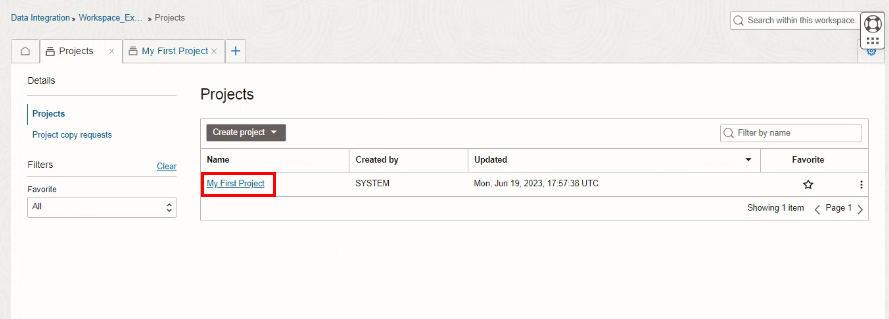 Data Integration » Workspace_Ex... » Projects
Search within this workspace
Projects × My First Project × +
Details
Projects
Projects
Project copy requests
Create project
Filter by name
Filters Clear
Name Created by Updated Favorite
My First Project SYSTEM Mon, Jun 19, 2023, 17:57:38 UTC
Favorite
All
Showing 1 item Page 1